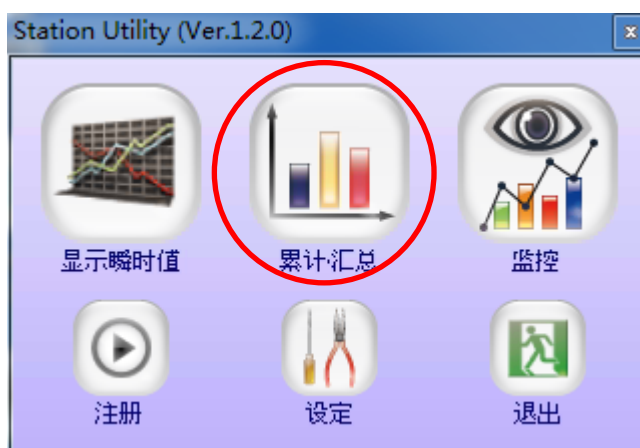 Station Utility (Ver.1.2.0)
显示瞬时值
累计·汇总
监控
注册
设定
退出